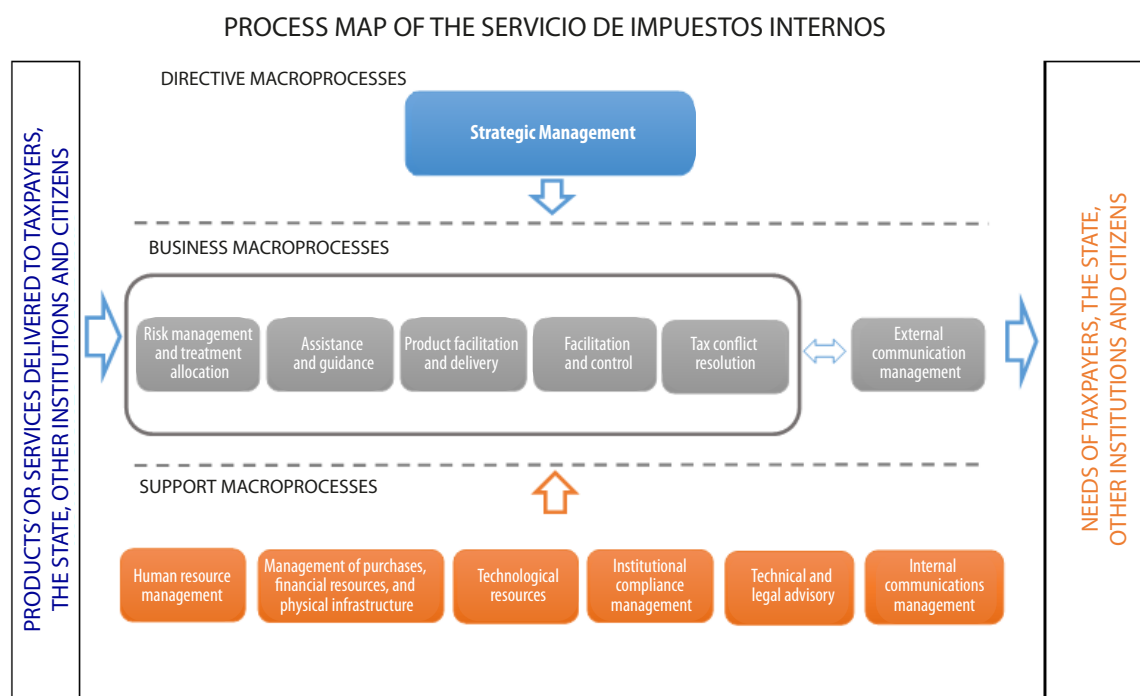 PROCESS MAP OF THE SERVICIO DE IMPUESTOS INTERNOS
PRODUCTS’ OR SERVICES DELIVERED TO TAXPAYERS,
THE STATE, OTHER INSTITUTIONS AND CITIZENS
DIRECTIVE MACROPROCESSES
Strategic Management
BUSINESS MACROPROCESSES
Risk management
and treatment
allocation
Assistance
and guidance
Product facilitation
and delivery
Facilitation
and control
Tax conflict
resolution
External
communication
management
SUPPORT MACROPROCESSES
Human resource
management
Management of purchases,
financial resources, and
physical infrastructure
Technological
resources
Institutional
compliance
management
Technical and
legal advisory
Internal
communications
management
NEEDS OF TAXPAYERS, THE STATE,
OTHER INSTITUTIONS AND CITIZENS